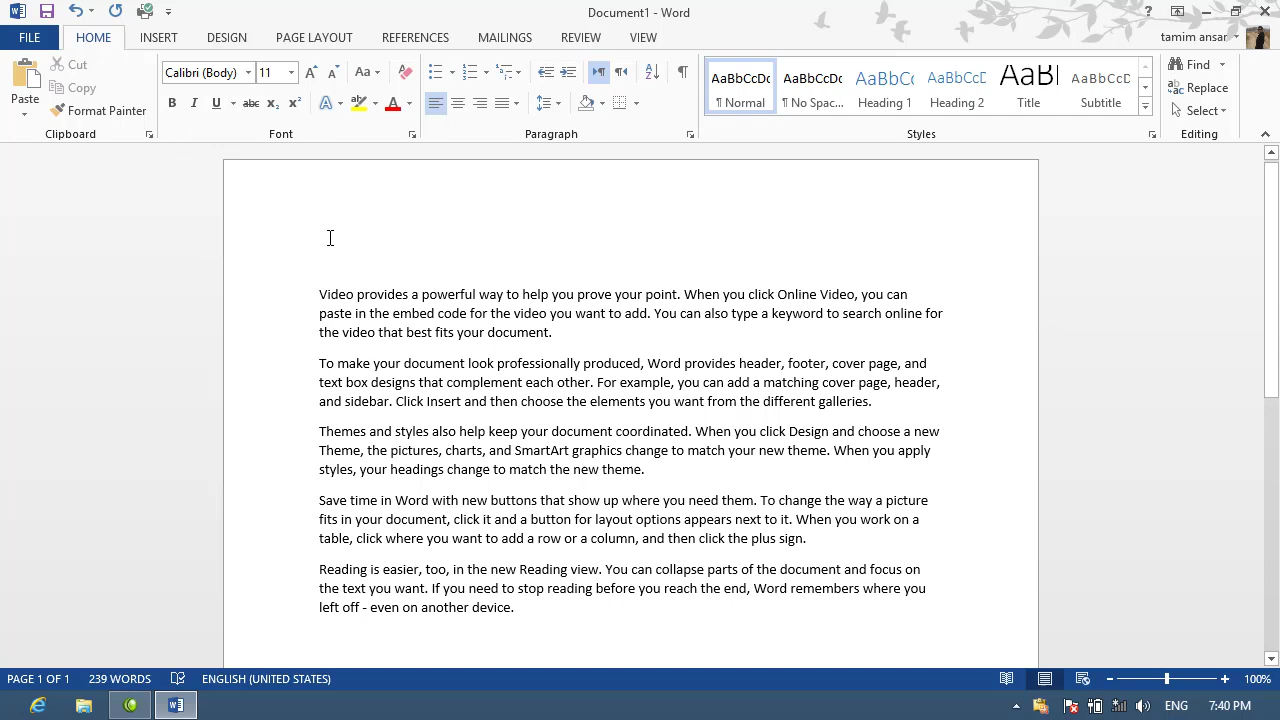 Document1 - Word
FILE HOME INSERT DESIGN PAGE LAYOUT REFERENCES MAILINGS REVIEW VIEW tamim ansar
Paste
Cut
Copy
Format Painter
Clipboard
Calibri (Body) 11
Font
Paragraph
AaBbCcDc ¶ Normal
AaBbCcDc ¶ No Spac...
AaBbCc Heading 1
AaBbCcD Heading 2
AaB Title
AaBbCcD Subtitle
Styles
Find
Replace
Select
Editing
Video provides a powerful way to help you prove your point. When you click Online Video, you can
paste in the embed code for the video you want to add. You can also type a keyword to search online for
the video that best fits your document.
To make your document look professionally produced, Word provides header, footer, cover page, and
text box designs that complement each other. For example, you can add a matching cover page, header,
and sidebar. Click Insert and then choose the elements you want from the different galleries.
Themes and styles also help keep your document coordinated. When you click Design and choose a new
Theme, the pictures, charts, and SmartArt graphics change to match your new theme. When you apply
styles, your headings change to match the new theme.
Save time in Word with new buttons that show up where you need them. To change the way a picture
fits in your document, click it and a button for layout options appears next to it. When you work on a
table, click where you want to add a row or a column, and then click the plus sign.
Reading is easier, too, in the new Reading view. You can collapse parts of the document and focus on
the text you want. If you need to stop reading before you reach the end, Word remembers where you
left off - even on another device.
PAGE 1 OF 1 239 WORDS ENGLISH (UNITED STATES) 100%
ENG 7:40 PM